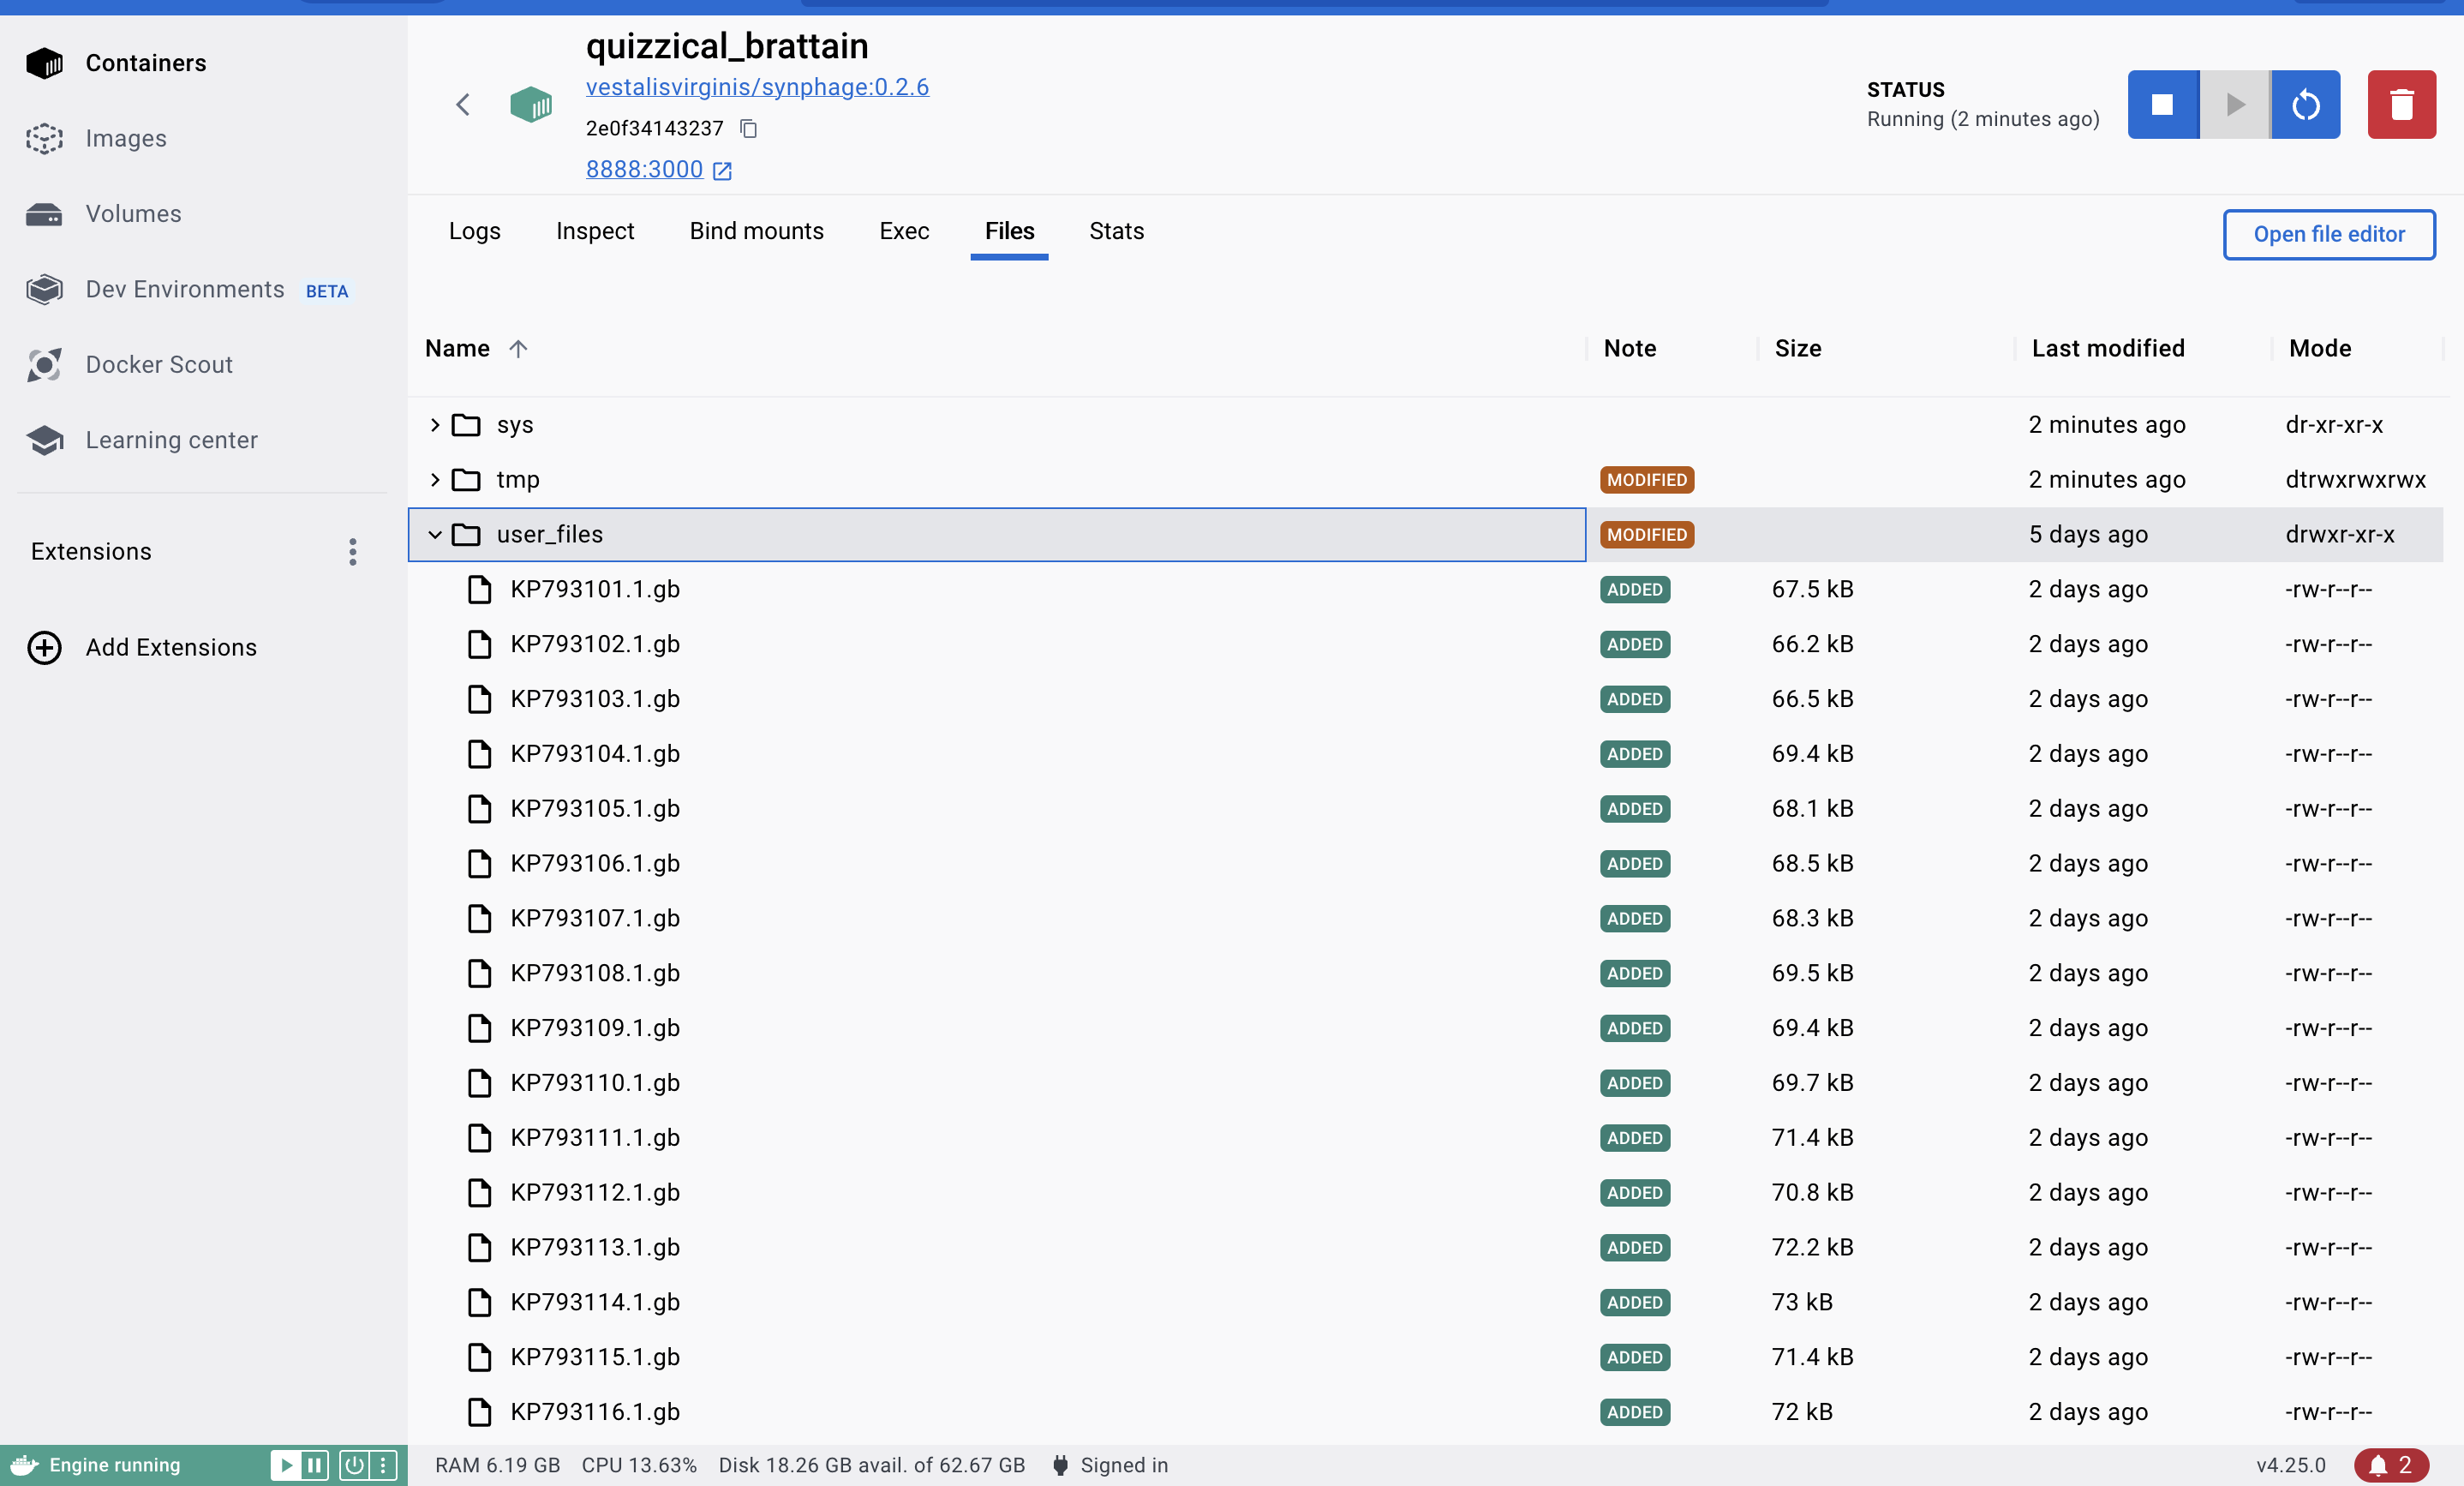 Containers
Images
Volumes
Dev Environments BETA
Docker Scout
Learning center
Extensions
Add Extensions
quizzical_brattain
vestalisvirginis/synphage:0.2.6
2e0f34143237
8888:3000
STATUS
Running (2 minutes ago)
Logs Inspect Bind mounts Exec Files Stats
Open file editor
Name Note Size Last modified Mode
sys 2 minutes ago dr-xr-xr-x
tmp MODIFIED 2 minutes ago dtrwxrwxrwx
user_files MODIFIED 5 days ago drwxr-xr-x
KP793101.1.gb ADDED 67.5 kB 2 days ago -rw-r--r--
KP793102.1.gb ADDED 66.2 kB 2 days ago -rw-r--r--
KP793103.1.gb ADDED 66.5 kB 2 days ago -rw-r--r--
KP793104.1.gb ADDED 69.4 kB 2 days ago -rw-r--r--
KP793105.1.gb ADDED 68.1 kB 2 days ago -rw-r--r--
KP793106.1.gb ADDED 68.5 kB 2 days ago -rw-r--r--
KP793107.1.gb ADDED 68.3 kB 2 days ago -rw-r--r--
KP793108.1.gb ADDED 69.5 kB 2 days ago -rw-r--r--
KP793109.1.gb ADDED 69.4 kB 2 days ago -rw-r--r--
KP793110.1.gb ADDED 69.7 kB 2 days ago -rw-r--r--
KP793111.1.gb ADDED 71.4 kB 2 days ago -rw-r--r--
KP793112.1.gb ADDED 70.8 kB 2 days ago -rw-r--r--
KP793113.1.gb ADDED 72.2 kB 2 days ago -rw-r--r--
KP793114.1.gb ADDED 73 kB 2 days ago -rw-r--r--
KP793115.1.gb ADDED 71.4 kB 2 days ago -rw-r--r--
KP793116.1.gb ADDED 72 kB 2 days ago -rw-r--r--
Engine running RAM 6.19 GB CPU 13.63% Disk 18.26 GB avail. of 62.67 GB Signed in v4.25.0 2